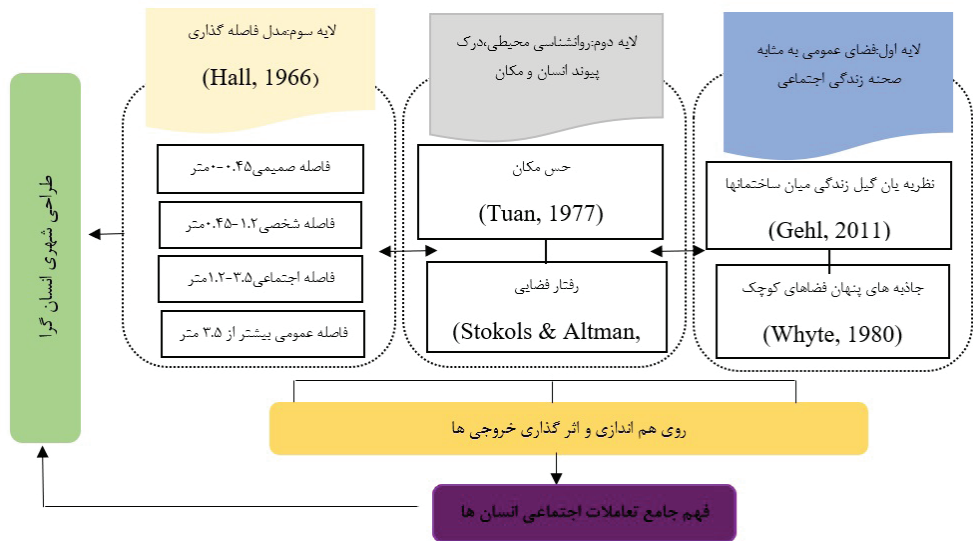 لایه اول:فضای عمومی به مثابه
صحنه زندگی اجتماعی
نظریه یان گیل زندگی میان ساختمانها
(Gehl, 2011)
جاذبه های پنهان فضاهای کوچک
(Whyte, 1980)
لایه دوم:روانشناسی محیطی،درک
پیوند انسان و مکان
حس مکان
(Tuan, 1977)
رفتار فضایی
(Stokols & Altman,
لایه سوم:مدل فاصله گذاری
(Hall, 1966)
فاصله صمیمی۰.۴۵-۰متر
فاصله شخصی۱.۲-۰.۴۵متر
فاصله اجتماعی۳.۵-۱.۲متر
فاصله عمومی بیشتر از ۳.۵ متر
طراحی شهری انسان گرا
روی هم اندازی و اثر گذاری خروجی ها
فهم جامع تعاملات اجتماعی انسان ها